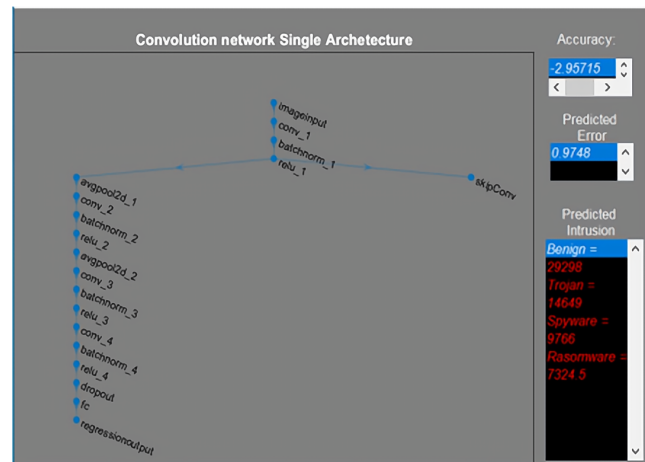 Convolution network Single Archetecture
imageinput
conv_1
batchnorm_1
relu_1
skipConv
avgpool2d_1
conv_2
batchnorm_2
relu_2
avgpool2d_2
conv_3
batchnorm_3
relu_3
conv_4
batchnorm_4
relu_4
dropout
fc
regressionoutput
Accuracy:
-2.95715
Predicted
Error
0.9748
Predicted
Intrusion
Benign =
29298
Trojan =
14649
Spyware =
9766
Rasomware =
7324.5